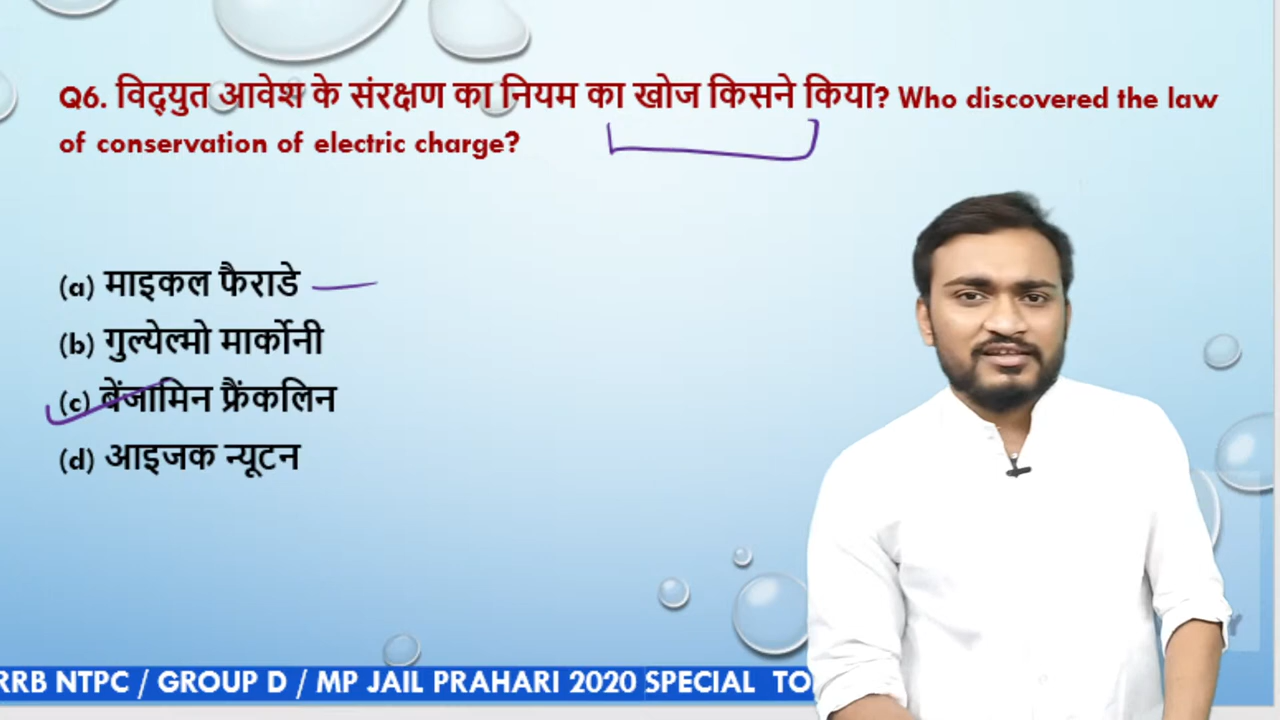 Q6. विद्युत आवेश के संरक्षण का नियम का खोज किसने किया? Who discovered the law
of conservation of electric charge?
(a) माइकल फैराडे
(b) गुल्येल्मो मार्कोनी
(c) बेंजामिन फ्रैंकलिन
(d) आइजक न्यूटन
RRB NTPC / GROUP D / MP JAIL PRAHARI 2020 SPECIAL TO